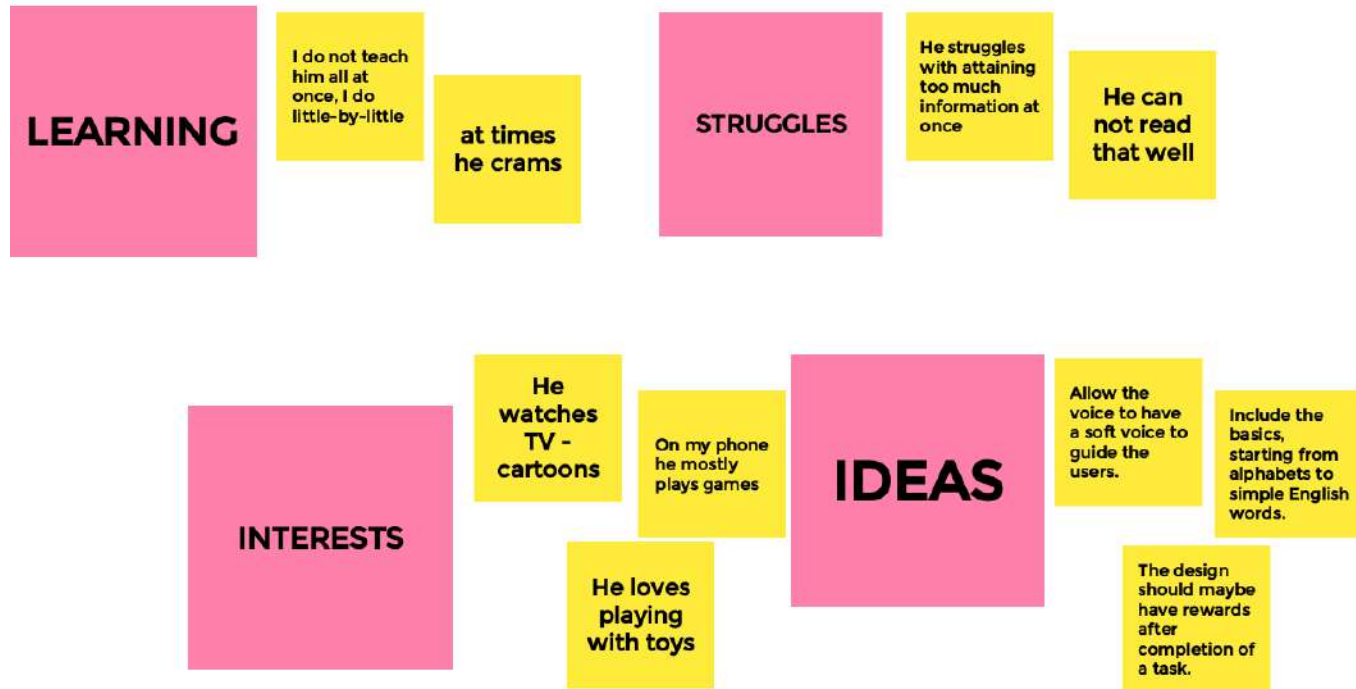 LEARNING
I do not teach
him all at
once, I do
little-by-little
at times
he crams
STRUGGLES
He struggles
with attaining
too much
information at
once
He can
not read
that well
INTERESTS
He
watches
TV -
cartoons
On my phone
he mostly
plays games
He loves
playing
with toys
IDEAS
Allow the
voice to have
a soft voice to
guide the
users.
Include the
basics,
starting from
alphabets to
simple English
words.
The design
should maybe
have rewards
after
completion of
a task.